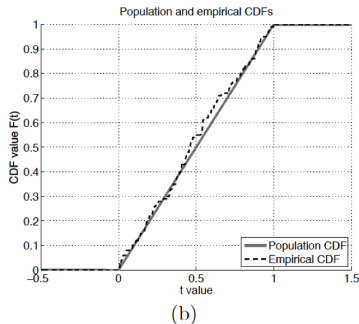 Population and empirical CDFs
CDF value F(t)
1
0.9
0.8
0.7
0.6
0.5
0.4
0.3
0.2
0.1
0
−0.5
0
0.5
1
1.5
t value
Population CDF
Empirical CDF
(b)